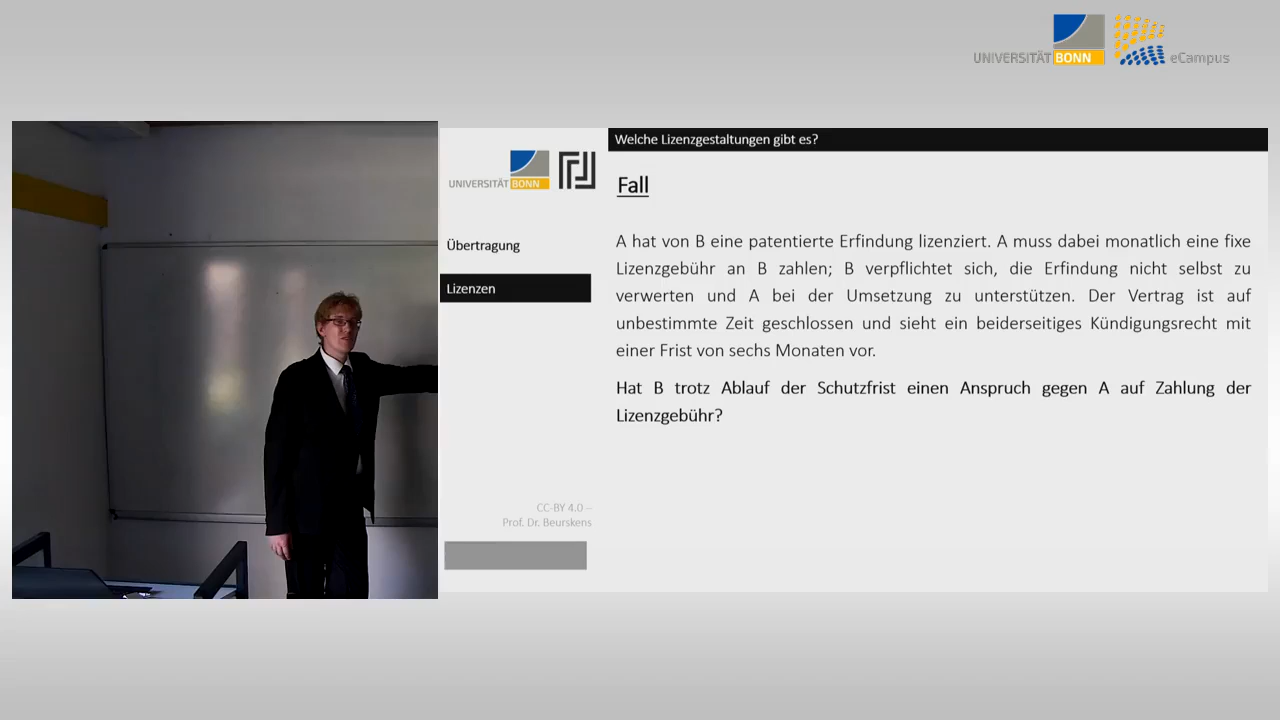 UNIVERSITÄT BONN eCampus
Welche Lizenzgestaltungen gibt es?
UNIVERSITÄT BONN
Fall
Übertragung
Lizenzen
A hat von B eine patentierte Erfindung lizenziert. A muss dabei monatlich eine fixe
Lizenzgebühr an B zahlen; B verpflichtet sich, die Erfindung nicht selbst zu
verwerten und A bei der Umsetzung zu unterstützen. Der Vertrag ist auf
unbestimmte Zeit geschlossen und sieht ein beiderseitiges Kündigungsrecht mit
einer Frist von sechs Monaten vor.
Hat B trotz Ablauf der Schutzfrist einen Anspruch gegen A auf Zahlung der
Lizenzgebühr?
CC-BY 4.0 –
Prof. Dr. Beurskens